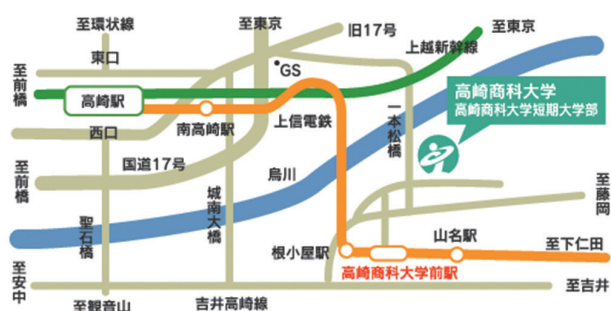 至環状線
至東京
旧17号
至東京
東口
上越新幹線
GS
至前橋
高崎駅
高崎商科大学
高崎商科大学短期大学部
南高崎駅
上信電鉄
一本松橋
西口
国道17号
至前橋
烏川
至藤岡
聖石橋
城南大橋
山名駅
根小屋駅
至下仁田
高崎商科大学前駅
至安中
至吉井
至観音山
吉井高崎線